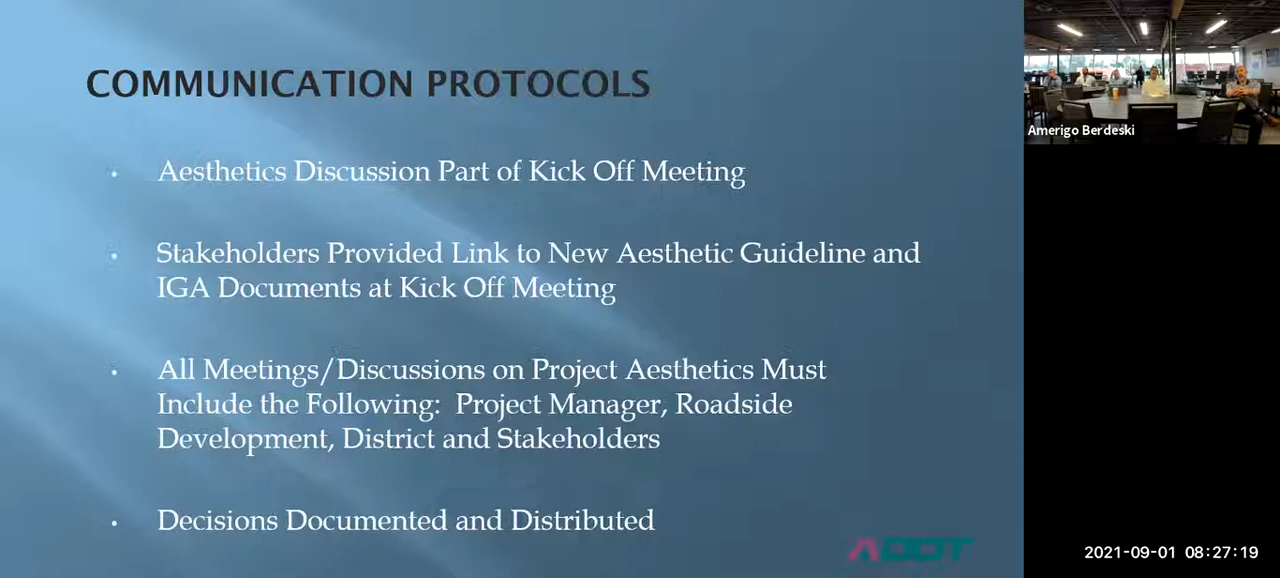 COMMUNICATION PROTOCOLS
Aesthetics Discussion Part of Kick Off Meeting
Stakeholders Provided Link to New Aesthetic Guideline and
IGA Documents at Kick Off Meeting
All Meetings/Discussions on Project Aesthetics Must
Include the Following:  Project Manager, Roadside
Development, District and Stakeholders
Decisions Documented and Distributed
ADOT
Amerigo Berdeski
2021-09-01 08:27:19